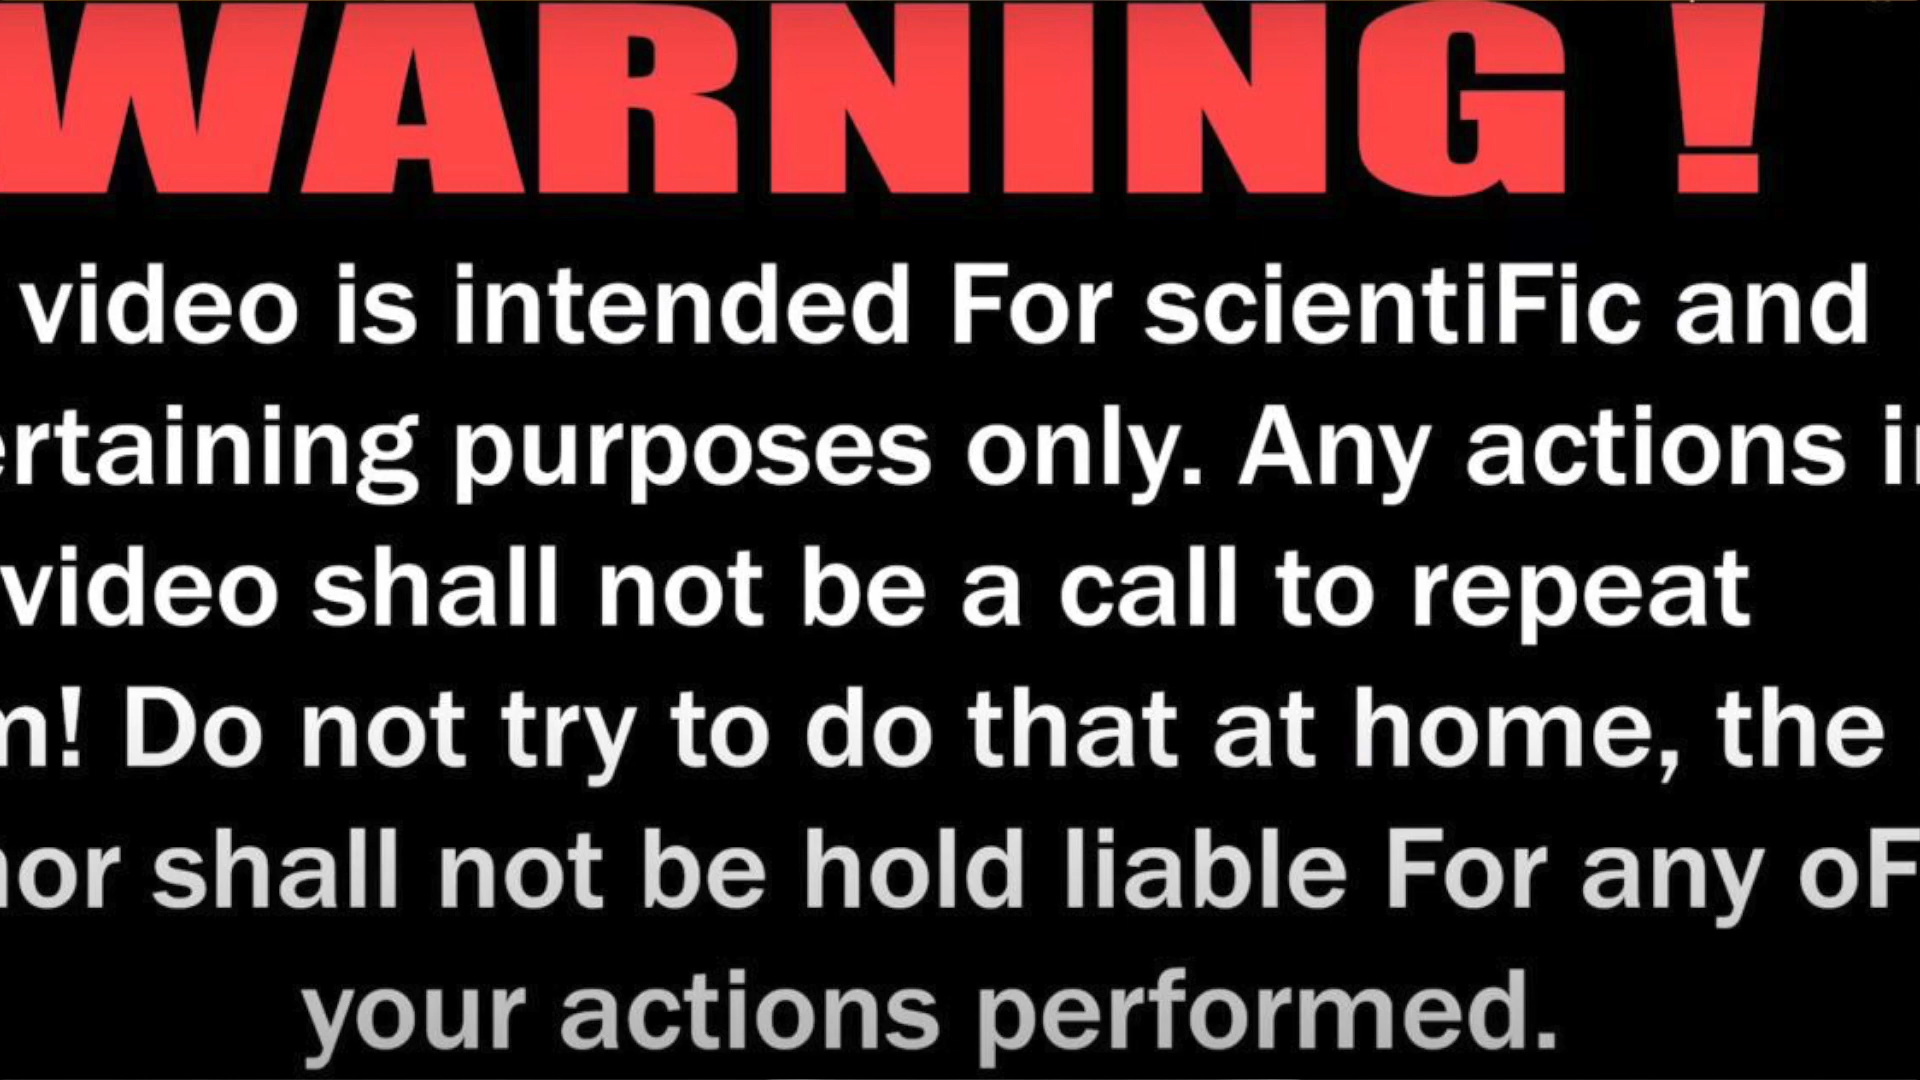 WARNING !
video is intended For scientiFic and
ertaining purposes only. Any actions in
video shall not be a call to repeat
m! Do not try to do that at home, the
hor shall not be hold liable For any oF
your actions performed.